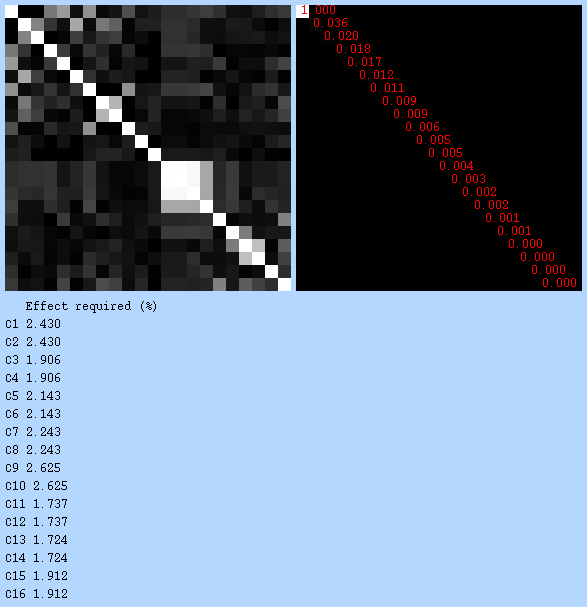 1.000
0.036
0.020
0.018
0.017
0.012
0.011
0.009
0.009
0.006
0.005
0.005
0.004
0.003
0.002
0.002
0.001
0.001
0.000
0.000
0.000
0.000
Effect required (%)
C1 2.430
C2 2.430
C3 1.906
C4 1.906
C5 2.143
C6 2.143
C7 2.243
C8 2.243
C9 2.625
C10 2.625
C11 1.737
C12 1.737
C13 1.724
C14 1.724
C15 1.912
C16 1.912